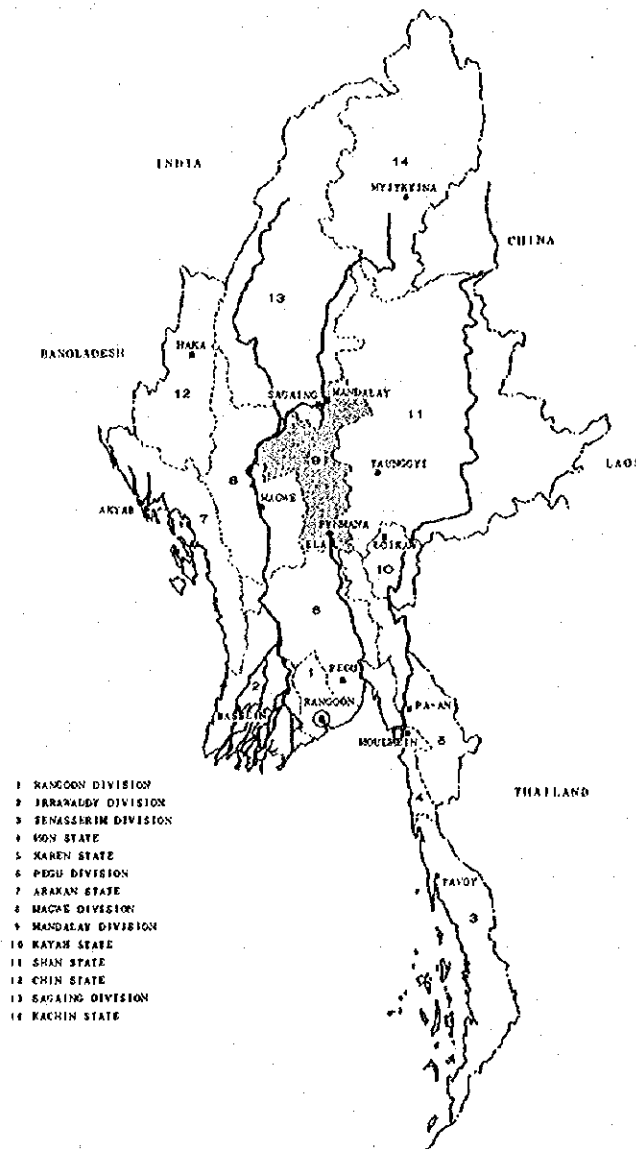 INDIA
14
MYITKYINA
CHINA
13
BANGLADESH
HAKA
12
SAGAING
MANDALAY
11
9
TAUNGGYI
LAOS
8
MAGWE
AKYAB
7
PYINMANA
ELA
LOIKAW
10
6
PEGU
1
2
RANGOON
BASSEIN
PA-AN
MOULMEIN
5
THAILAND
4
TAVOY
3
1 RANGOON DIVISION
2 IRRAWADDY DIVISION
3 TENASSERIM DIVISION
4 MON STATE
5 KAREN STATE
6 PEGU DIVISION
7 ARAKAN STATE
8 MAGWE DIVISION
9 MANDALAY DIVISION
10 KAYAH STATE
11 SHAN STATE
12 CHIN STATE
13 SAGAING DIVISION
14 KACHIN STATE